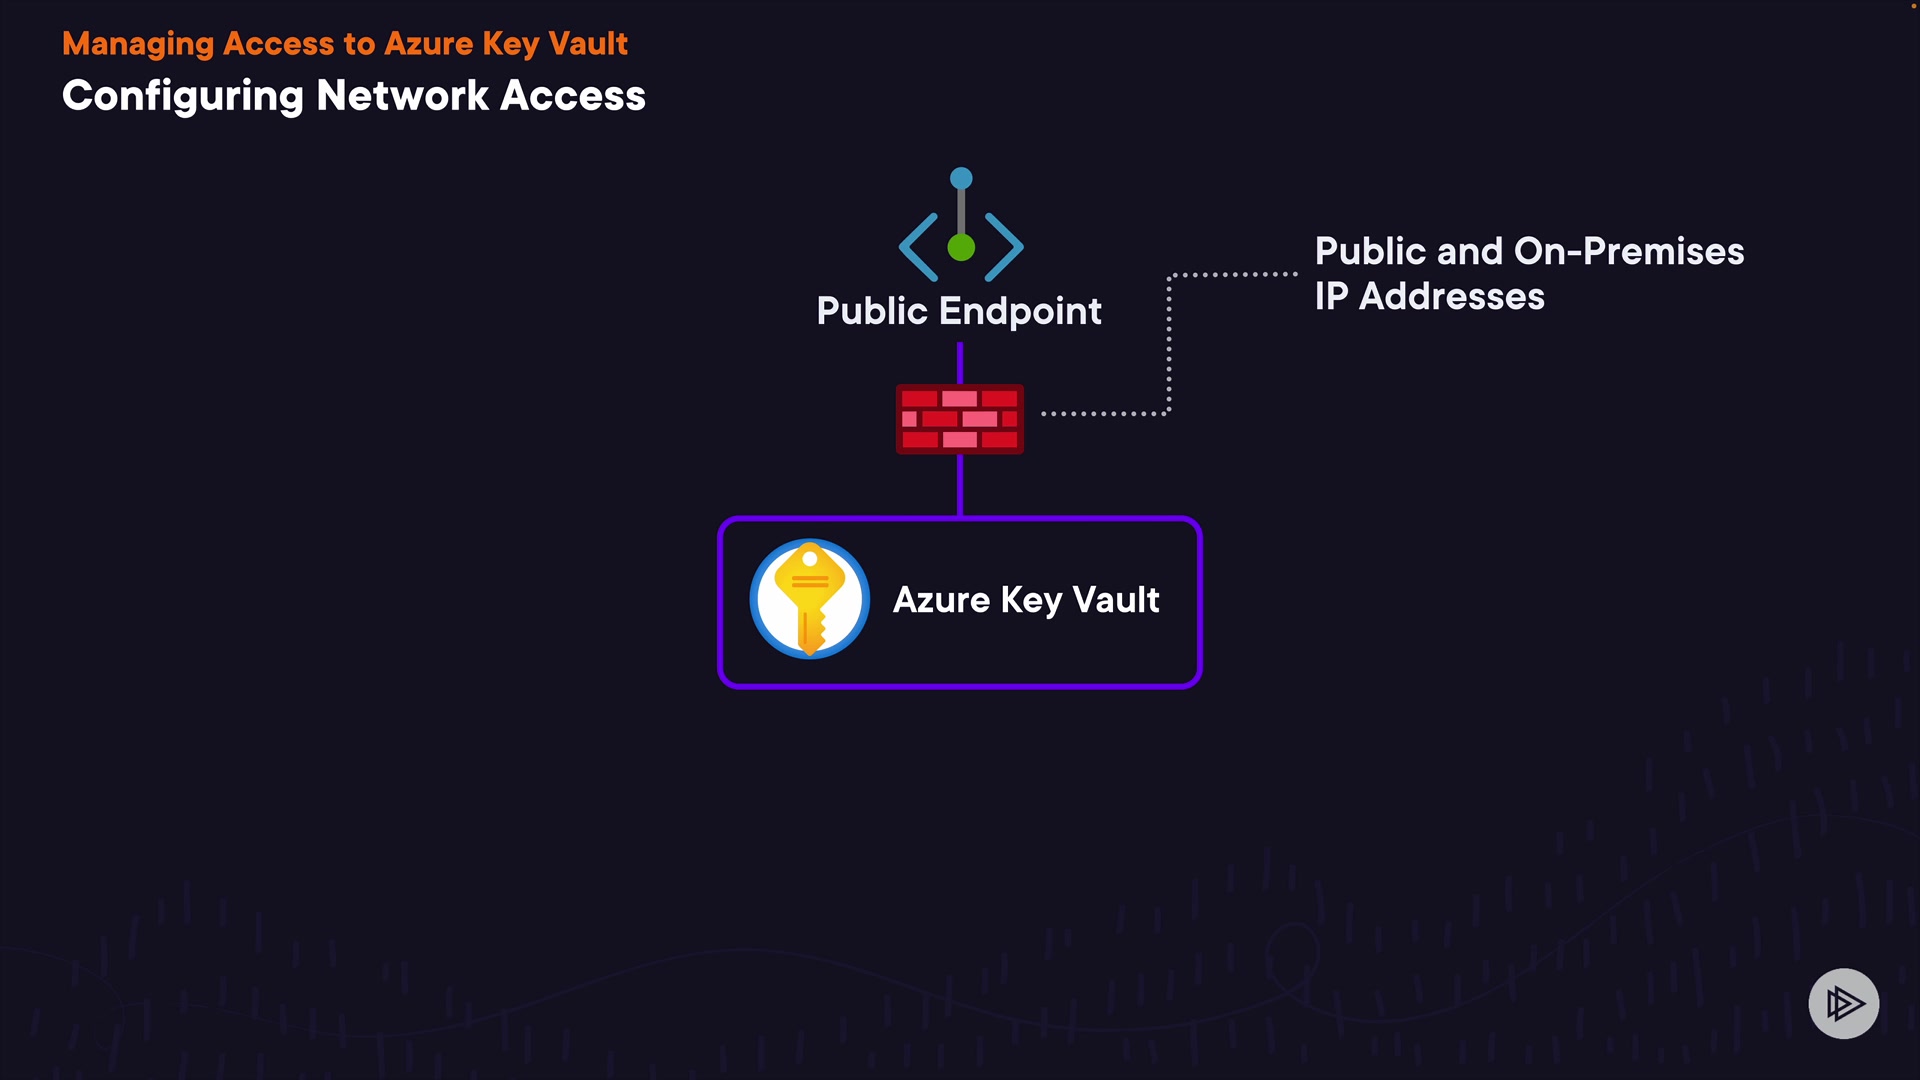 Managing Access to Azure Key Vault
Configuring Network Access
Public Endpoint
Public and On-Premises
IP Addresses
Azure Key Vault